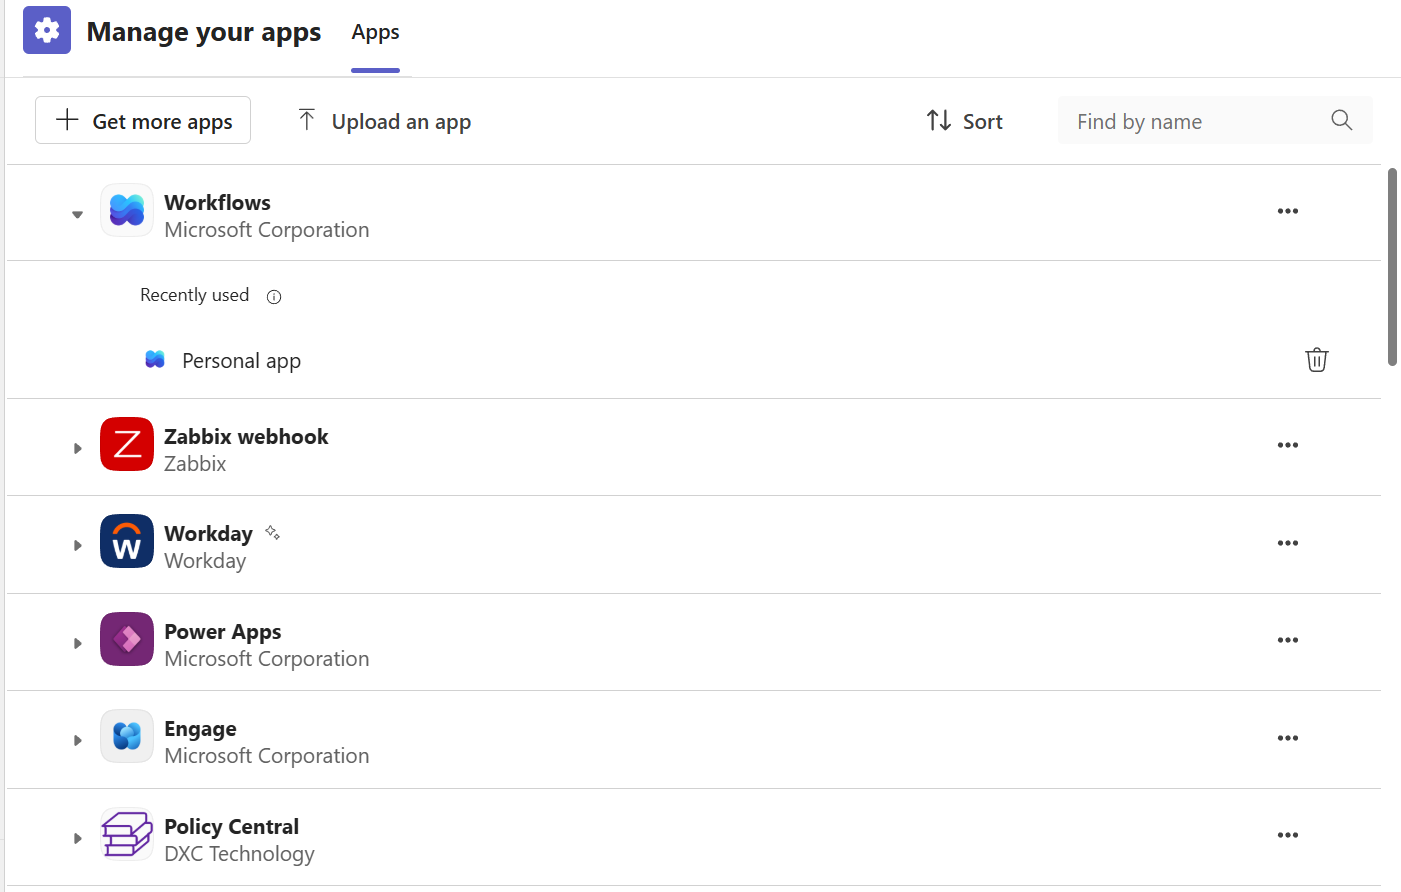 Manage your apps
Apps
Get more apps
Upload an app
Sort
Find by name
Workflows
Microsoft Corporation
Recently used
Personal app
Zabbix webhook
Zabbix
Workday
Workday
Power Apps
Microsoft Corporation
Engage
Microsoft Corporation
Policy Central
DXC Technology